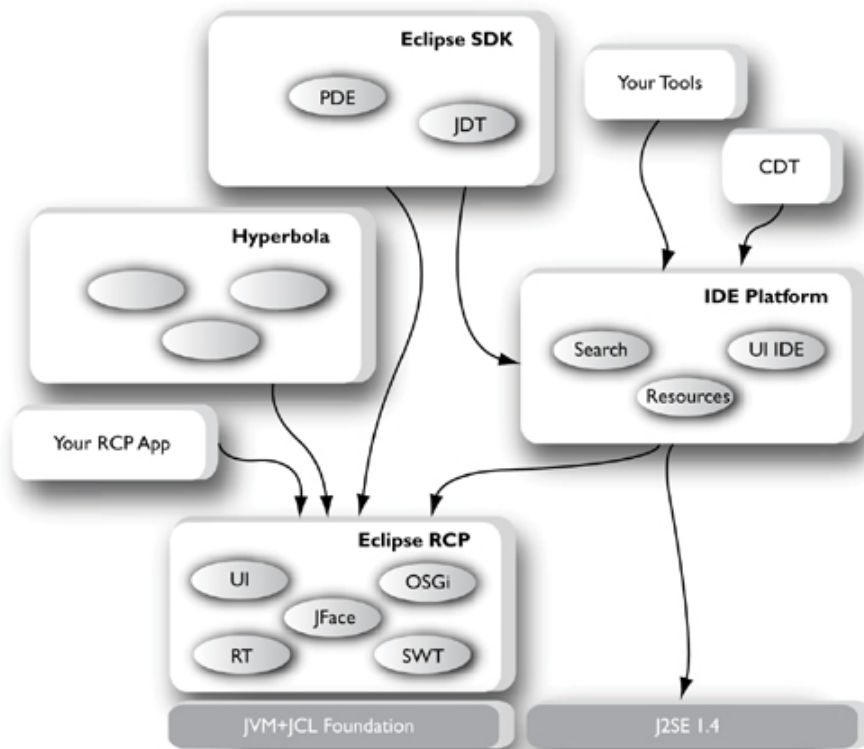 Eclipse SDK
PDE
JDT
Your Tools
CDT
Hyperbola
IDE Platform
Search
UI IDE
Resources
Your RCP App
Eclipse RCP
UI
OSGi
JFace
RT
SWT
JVM+JCL Foundation
J2SE 1.4